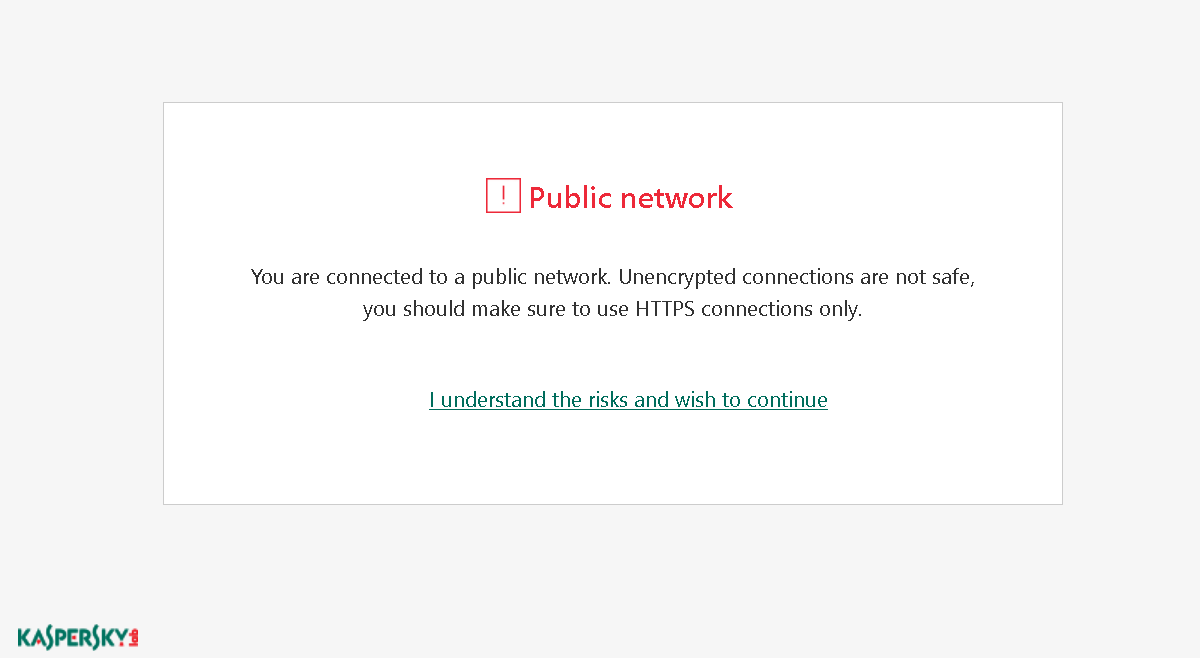 ! Public network
You are connected to a public network. Unencrypted connections are not safe,
you should make sure to use HTTPS connections only.
I understand the risks and wish to continue
KASPERSKY lab